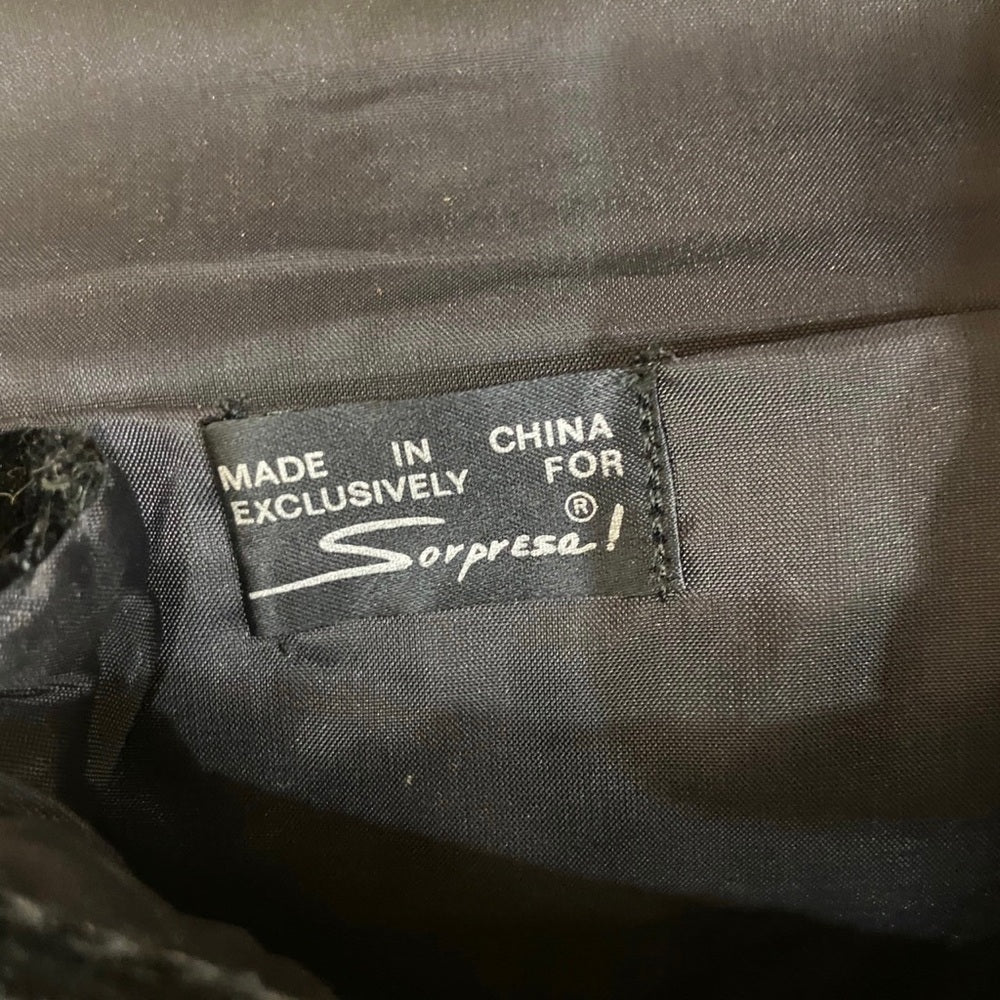 MADE IN CHINA
EXCLUSIVELY FOR
®
Sorpresa!